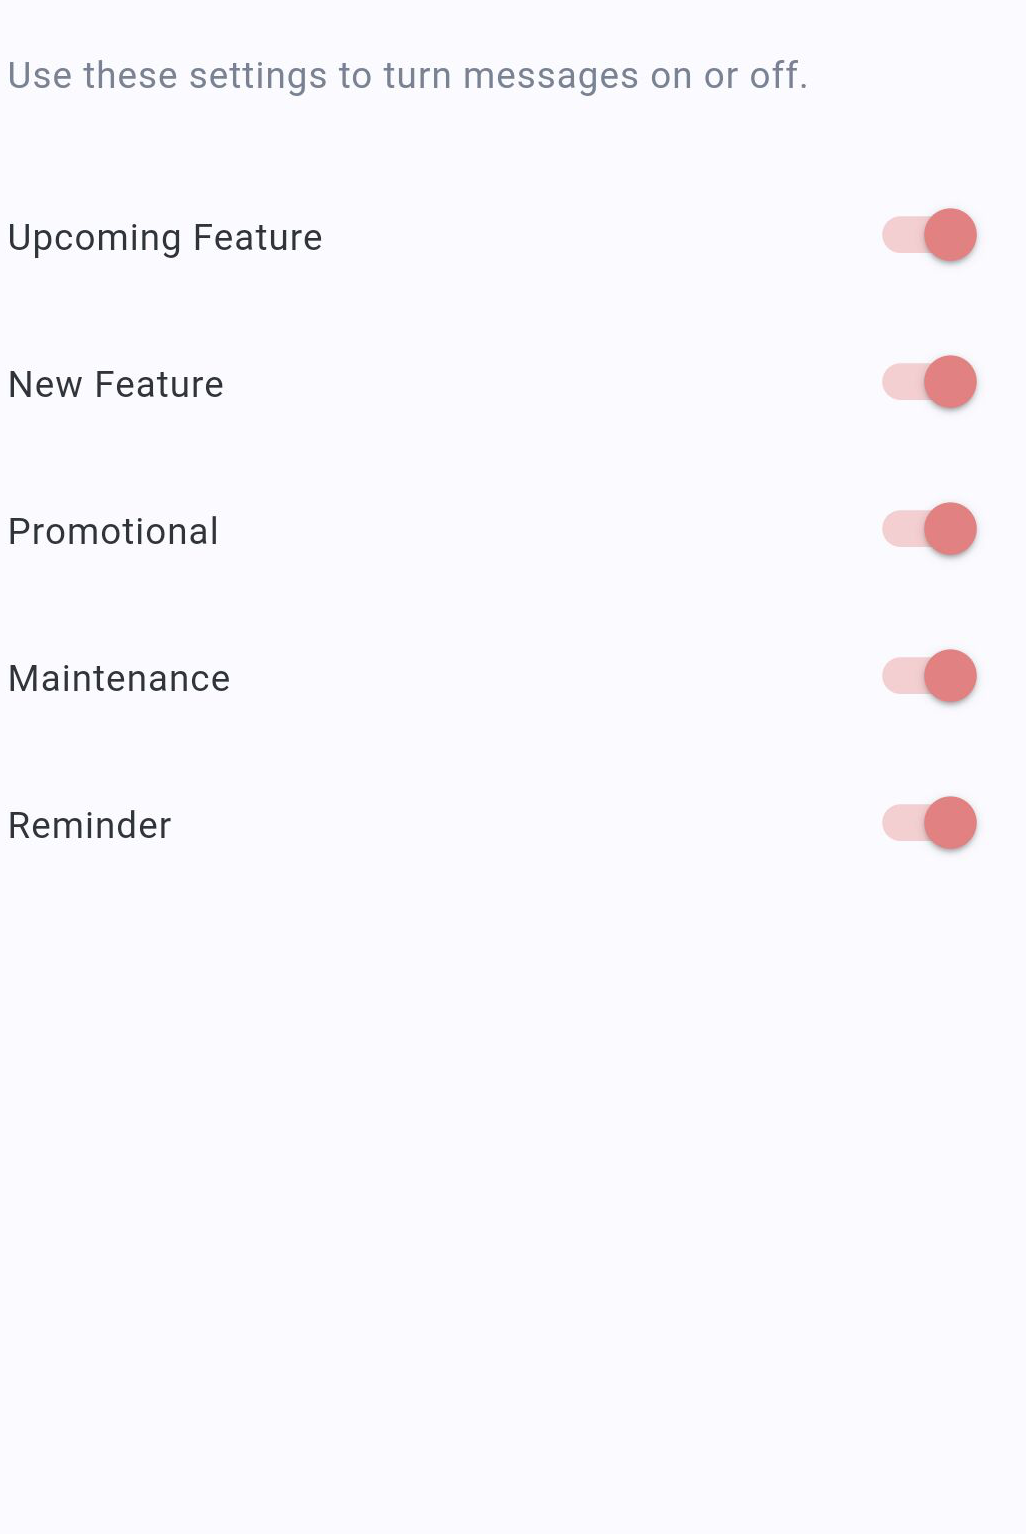 Use these settings to turn messages on or off.
Upcoming Feature
New Feature
Promotional
Maintenance
Reminder